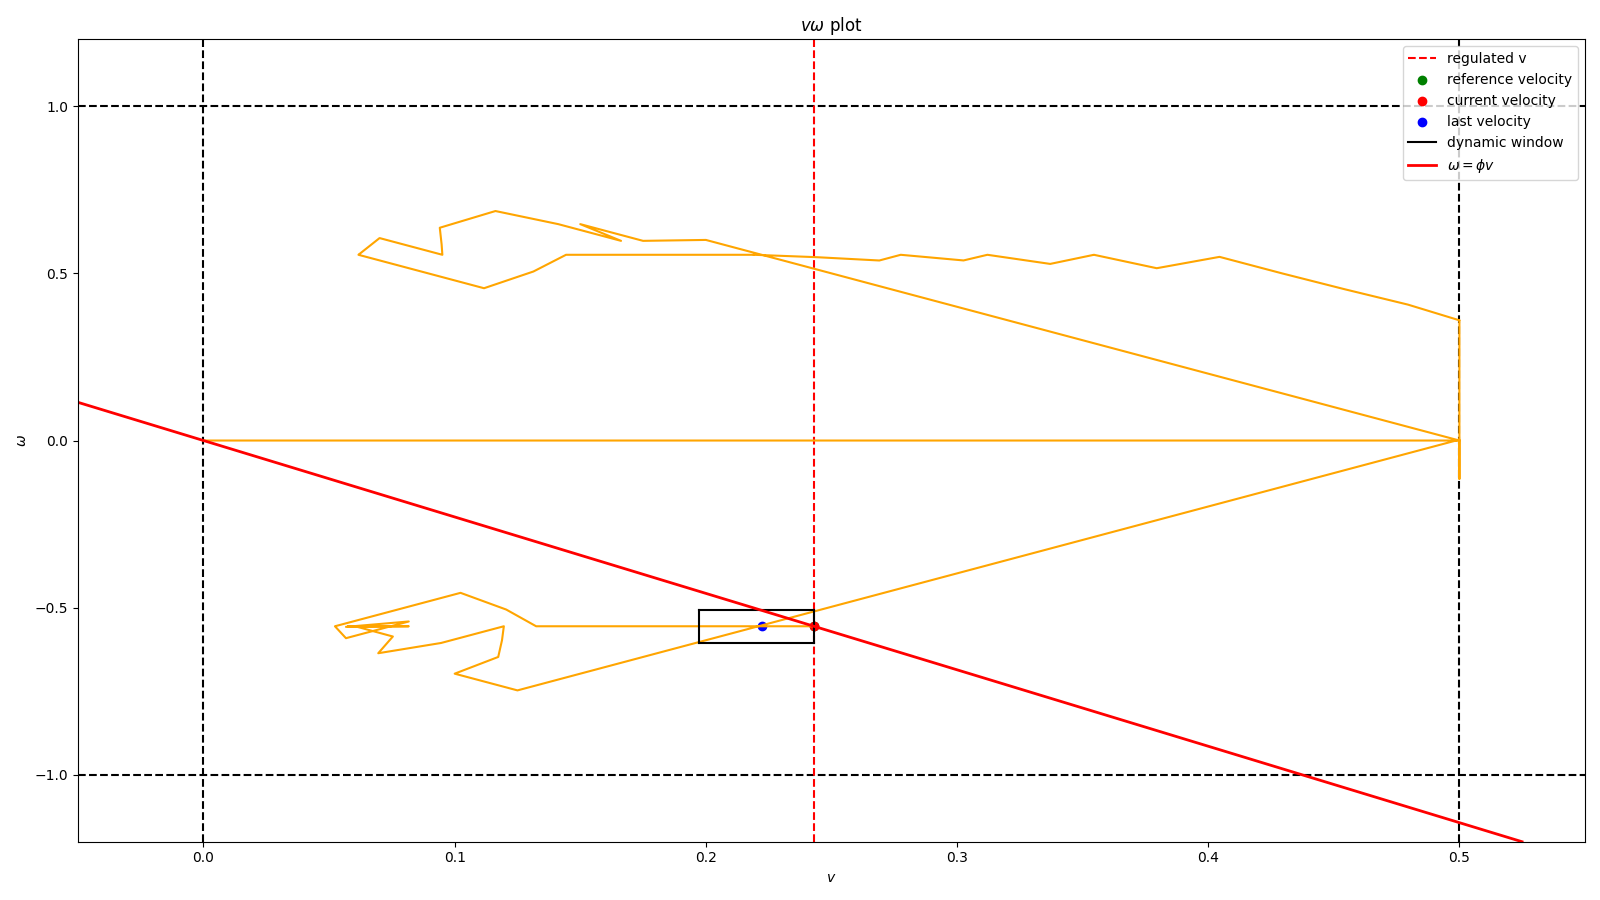 vω plot
regulated v
reference velocity
current velocity
last velocity
dynamic window
ω = ϕv
1.0
0.5
0.0
−0.5
−1.0
ω
0.0 0.1 0.2 0.3 0.4 0.5
v